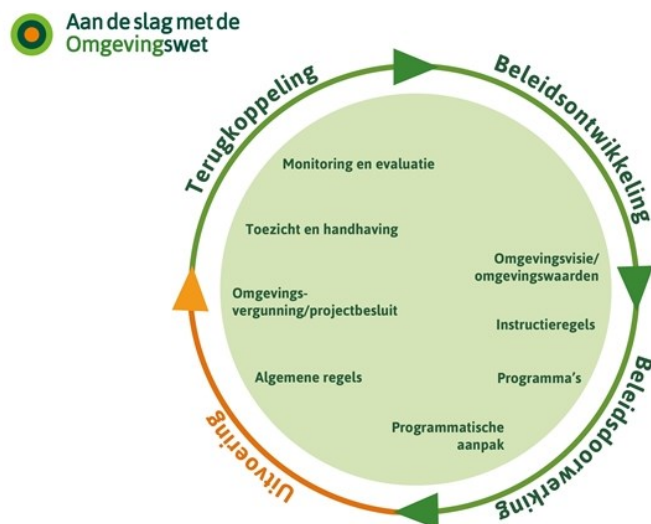 Aan de slag met de
Omgevingswet
Terugkoppeling
Beleidsontwikkeling
Monitoring en evaluatie
Toezicht en handhaving
Omgevingsvisie/
omgevingswaarden
Omgevings-
vergunning/projectbesluit
Instructieregels
Algemene regels
Programma's
Programmatische
aanpak
Uitvoering
Beleidsdoorwerking